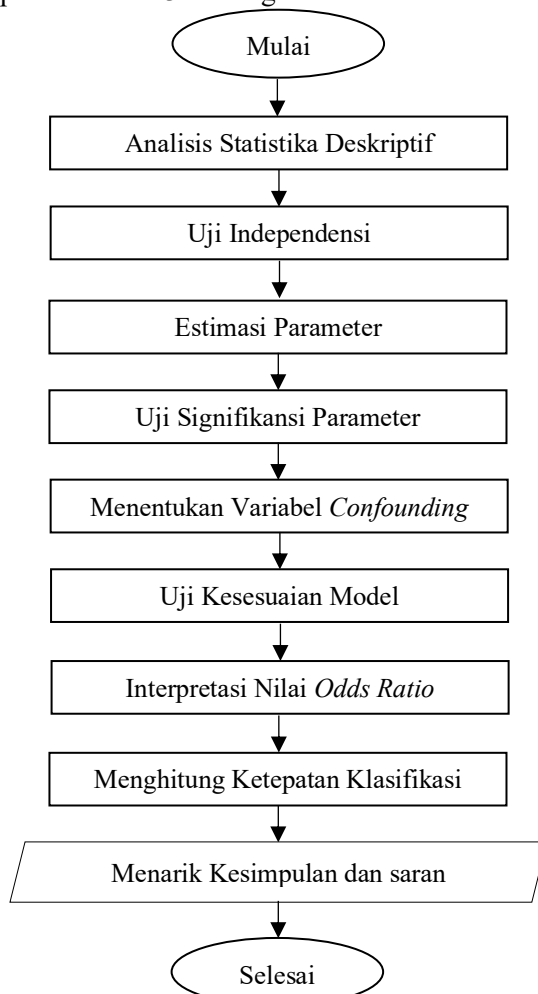 Mulai
Analisis Statistika Deskriptif
Uji Independensi
Estimasi Parameter
Uji Signifikansi Parameter
Menentukan Variabel Confounding
Uji Kesesuaian Model
Interpretasi Nilai Odds Ratio
Menghitung Ketepatan Klasifikasi
Menarik Kesimpulan dan saran
Selesai